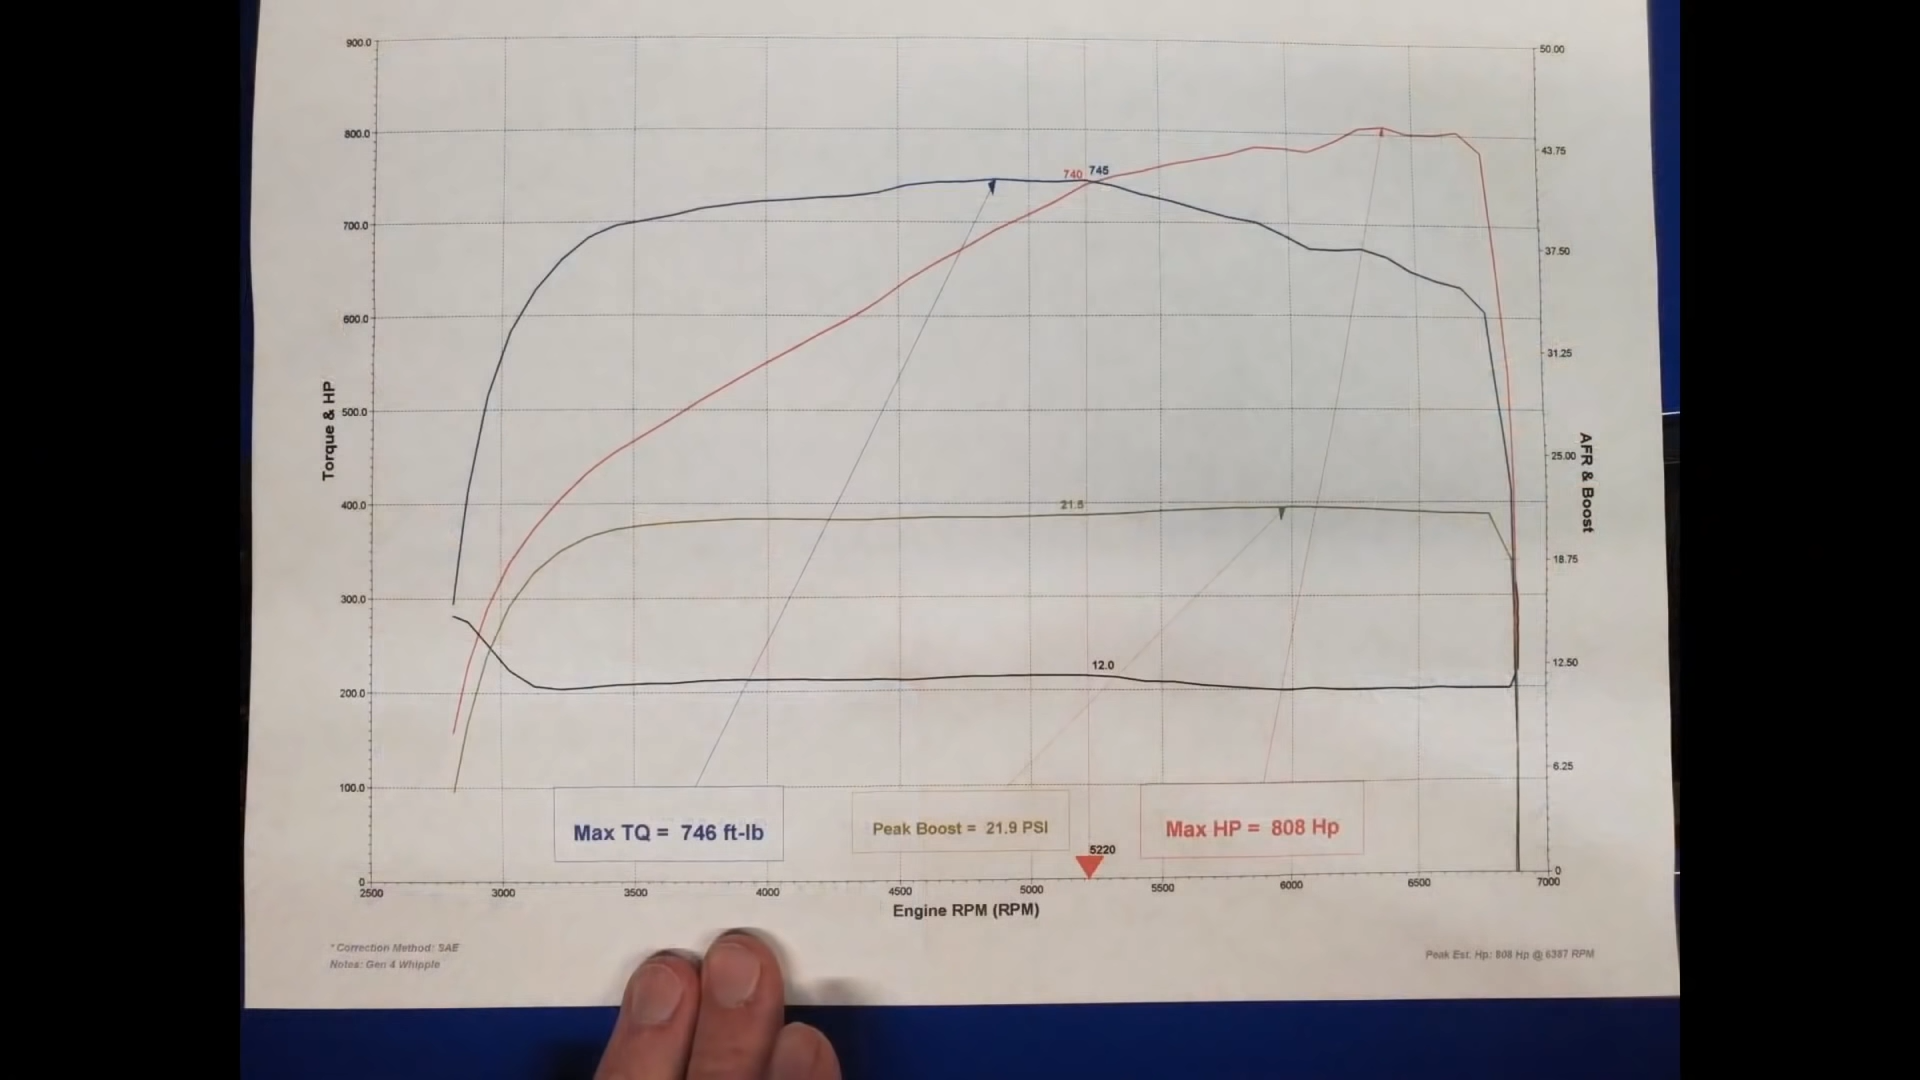 900.0
50.00
800.0
43.75
740 745
700.0
37.50
600.0
31.25
500.0
Torque & HP
AFR & Boost
25.00
400.0
21.5
18.75
300.0
12.0
12.50
200.0
6.25
100.0
Max TQ = 746 ft-lb
Peak Boost = 21.9 PSI
Max HP = 808 Hp
5220
0
0
2500 3000 3500 4000 4500 5000 5500 6000 6500 7000
Engine RPM (RPM)
* Correction Method: SAE
Notes: Gen 4 Whipple
Peak Est. Hp: 808 Hp @ 6387 RPM